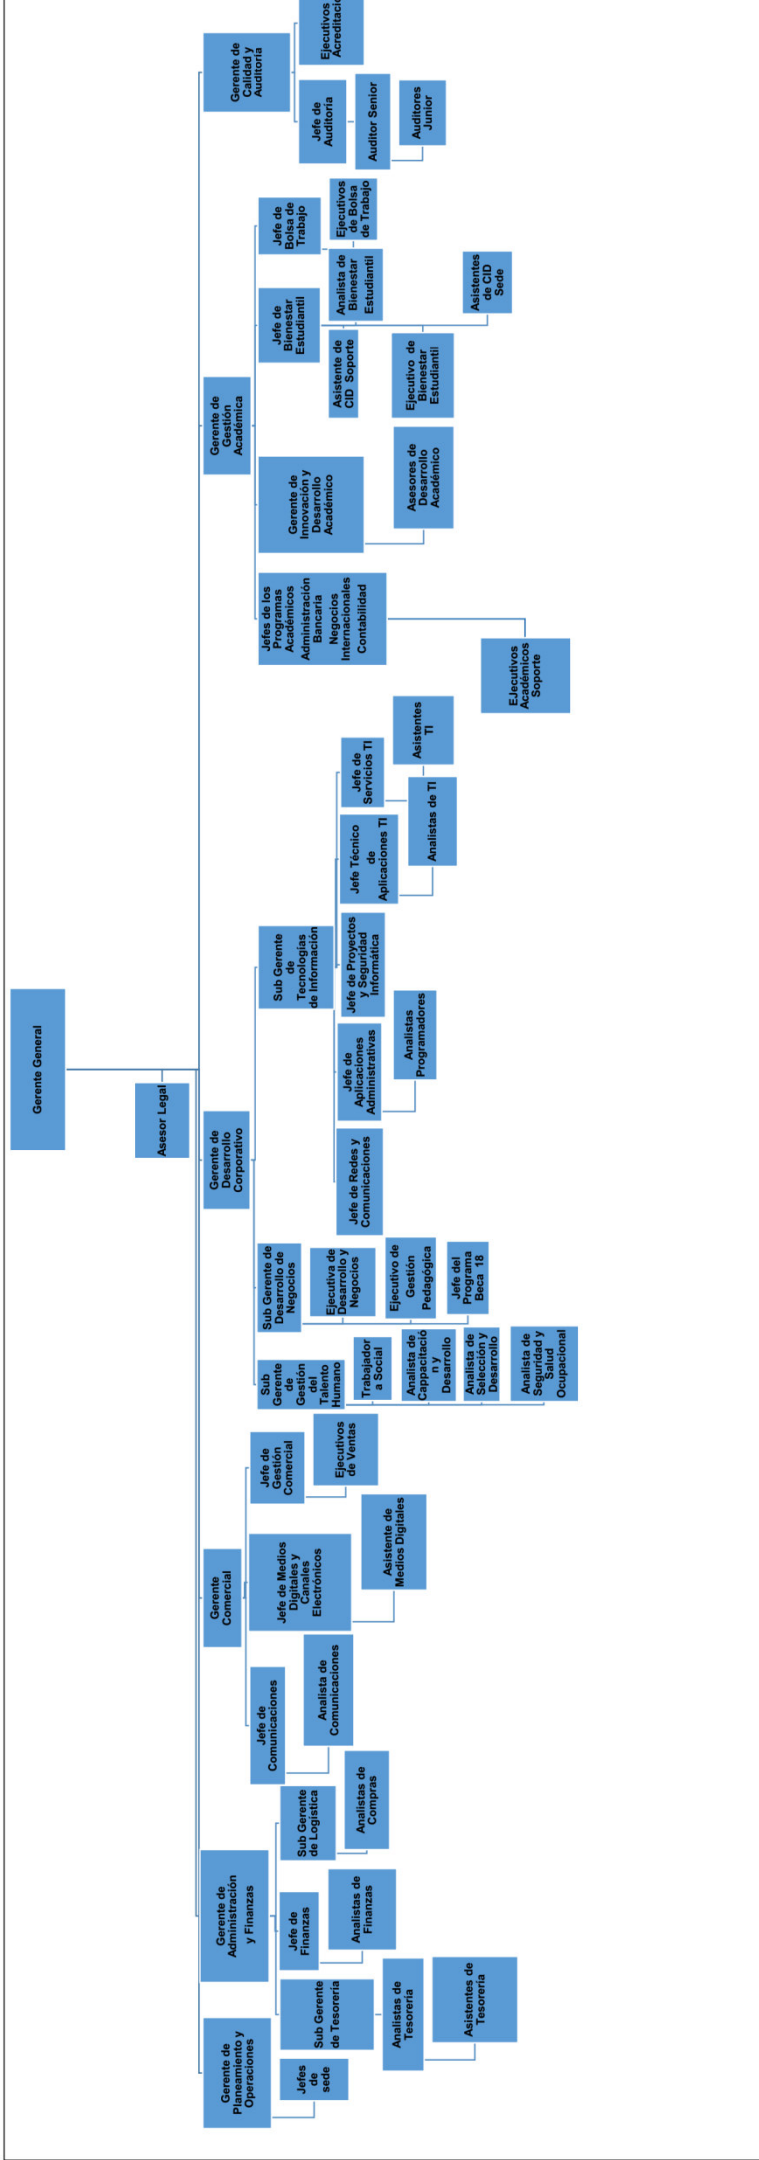 Gerente General
Asesor Legal
Gerente de
Planeamiento y
Operaciones
Jefes
de
sede
Gerente de
Administración
y Finanzas
Sub Gerente
de Tesorería
Analistas de
Tesorería
Asistentes de
Tesorería
Jefe de
Finanzas
Analistas de
Finanzas
Sub Gerente
de Logística
Analistas de
Compras
Gerente
Comercial
Jefe de
Comunicaciones
Analista de
Comunicaciones
Jefe de Medios
Digitales y
Canales
Electrónicos
Asistente de
Medios Digitales
Jefe de
Gestión
Comercial
Ejecutivos
de Ventas
Gerente de
Desarrollo
Corporativo
Sub
Gerente
de
Gestión
del
Talento
Humano
Trabajador
a Social
Analista de
Cappacitació
n y
Desarrollo
Analista de
Selección y
Desarrollo
Analista de
Seguridad y
Salud
Ocupacional
Sub Gerente de
Desarrollo de
Negocios
Ejecutiva de
Desarrollo y
Negocios
Ejecutivo de
Gestión
Pedagógica
Jefe del
Programa
Beca 18
Sub Gerente
de
Tecnologías
de Información
Jefe de Redes y
Comunicaciones
Jefe de
Aplicaciones
Administrativas
Analistas
Programadores
Jefe de Proyectos
y Seguridad
Informática
Jefe Técnico
de
Aplicaciones TI
Analistas de TI
Jefe de
Servicios TI
Asistentes
TI
Gerente de
Gestión
Académica
Jefes de los
Programas
Académicos
Administración
Bancaria
Negocios
Internacionales
Contabilidad
EJecutivos
Académicos
Soporte
Gerente de
Innovación y
Desarrollo
Académico
Asesores de
Desarrollo
Académico
Jefe de
Bienestar
Estudiantil
Asistente de
CID Soporte
Analista de
Bienestar
Estudiantil
Ejecutivo de
Bienestar
Estudiantil
Asistentes
de CID
Sede
Jefe de
Bolsa de
Trabajo
Ejecutivos
de Bolsa
de Trabajo
Gerente de
Calidad y
Auditoría
Jefe de
Auditoría
Auditor Senior
Auditores
Junior
Ejecutivos
Acreditació